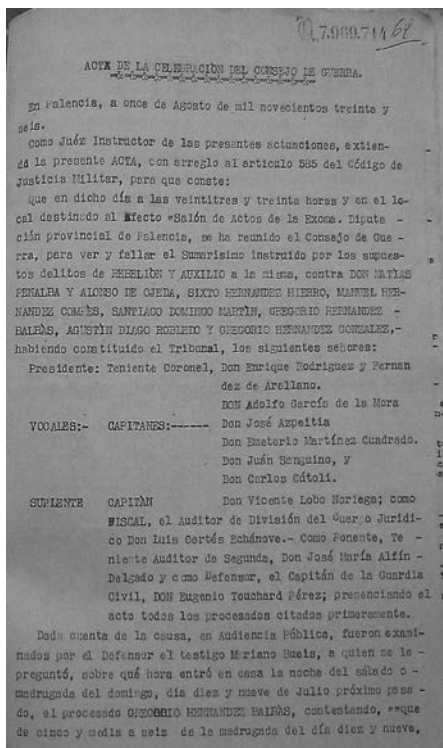 7.969.714 62
ACTA DE LA CELEBRACIÒN DEL CONSEJO DE GUERRA.
En Palencia, a once de Agosto de mil novecientos treinta y
seis.
Como Juéz Instructor de las presentes actuaciones, extien-
do la presente ACTA, con arreglo al articulo 585 del Código de
Justicia Militar, para que conste:
que en dicho día a las veintitres y treinta horas y en el lo-
cal destinado al efecto "Salón de Actos de la Excma. Diputa -
ción provincial de Palencia, se ha reunido el Consejo de Gue -
rra, para ver y fallar el Sumarisimo instruido por los supues-
tos delitos de REBELIÒN Y AUXILIO a la misma, contra DON MATIAS
PEÑALBA Y ALONSO DE OJEDA, SIXTO HERNANDEZ HIERRO, MANUEL HER-
NANDEZ COMÈS, SANTIAGO DOMINGO MARTÌN, GREGORIO HERNANDEZ -
BALBÀS, AGUSTÌN DIAGO ROBLEDO Y GREGORIO HERNANDEZ GONZALEZ,-
habiendo constituido el Tribunal, los siguientes señores:
Presidente: Teniente Coronel, Don Enrique Rodriguez y Fernan
dez de Arellano.
DON Adolfo García de la Mora
VOCALES:- CAPITANES:------ Don José Azpeitia
Don Emeterio Martínez Cuadrado.
Don Juán Sanguino, y
Don Carlos Cútoli.
SUPLENTE CAPITÀN Don Vicente Lobo Noriega; como
FISCAL, el Auditor de División del Cuerpo Juridi-
co Don Luis Cortés Echánove.- Como Ponente, Te -
niente Auditor de Segunda, Don José María Alfín -
Delgado y como Defensor, el Capitán de la Guardia
Civil, DON Eugenio Touchard Pérez; presenciando el
acto todos los procesados citados primeramente.
Dada cuenta de la causa, en Audiencia Pública, fueron exami-
nados por el Defensor el testigo Mariano Bueis, a quien se le -
preguntó, sobre qué hora entró en casa la noche del sábado o -
madrugada del domingo, día diez y nueve de Julio próximo pasa -
do, el procesado GREGORIO HERNANDEZ BALBÀS, contestando, "que
de cinco y media a seis de la madrugada del día diez y nueve,